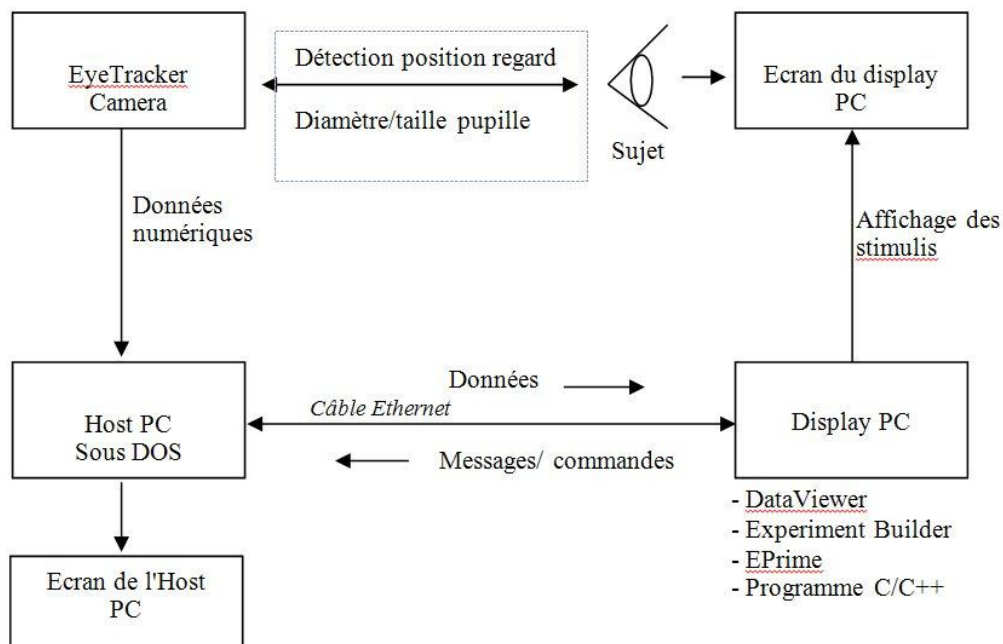 EyeTracker
Camera
Détection position regard
Diamètre/taille pupille
Sujet
Ecran du display
PC
Données
numériques
Affichage des
stimulis
Données
Câble Ethernet
Messages/ commandes
Host PC
Sous DOS
Display PC
- DataViewer
- Experiment Builder
- EPrime
- Programme C/C++
Ecran de l'Host
PC